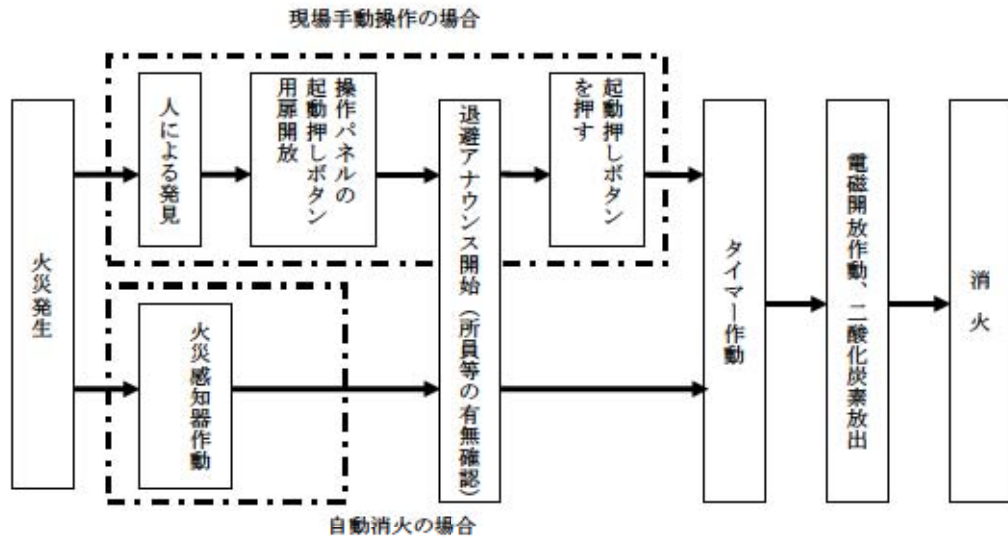 現場手動操作の場合
火災発生
人による発見
操作パネルの
起動押しボタン
用扉開放
退避アナウンス開始（所員等の有無確認）
起動押しボタン
を押す
タイマー作動
電磁開放作動、二酸化炭素放出
消火
火災感知器作動
自動消火の場合